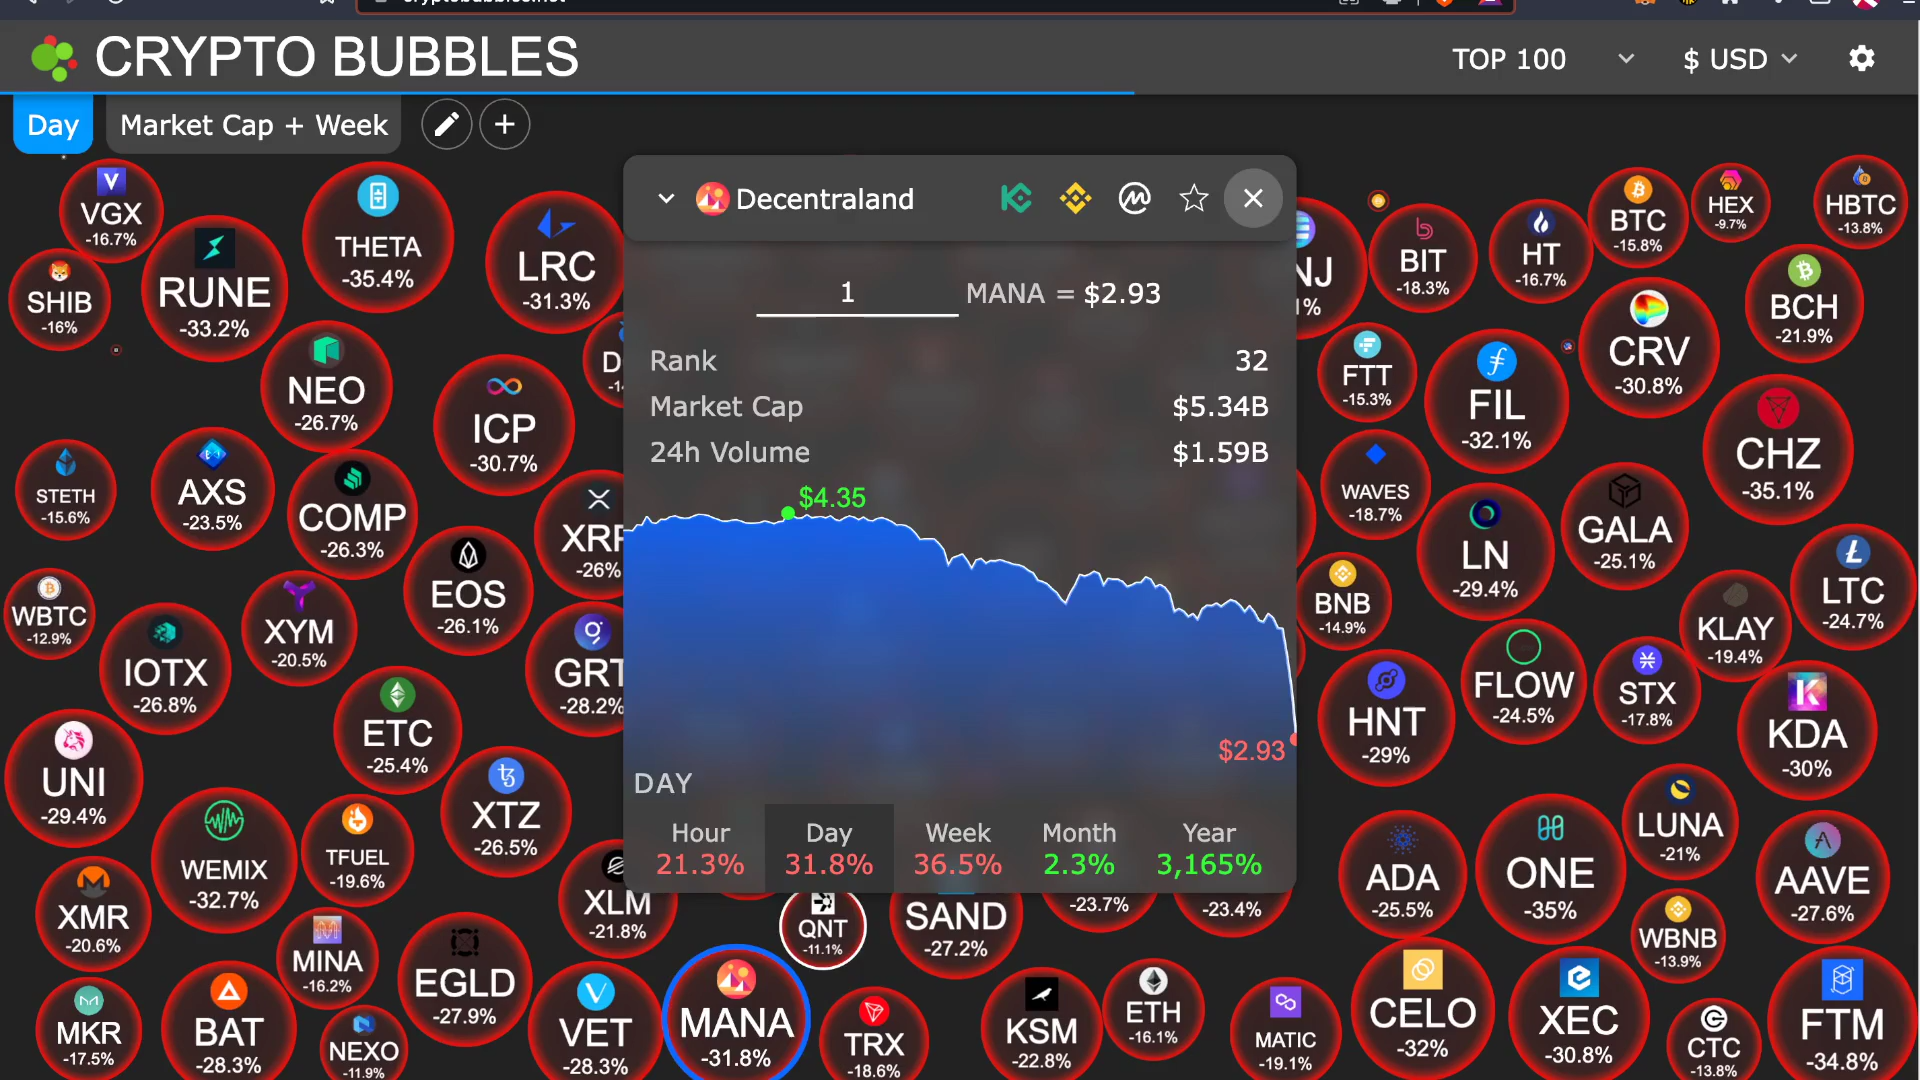 CRYPTO BUBBLES
TOP 100
$ USD
Day
Market Cap + Week
VGX
-16.7%
THETA
-35.4%
LRC
-31.3%
RUNE
-33.2%
SHIB
-16%
NEO
-26.7%
ICP
-30.7%
STETH
-15.6%
AXS
-23.5%
COMP
-26.3%
XRP
-26%
EOS
-26.1%
WBTC
-12.9%
IOTX
-26.8%
XYM
-20.5%
GRT
-28.2%
ETC
-25.4%
UNI
-29.4%
XTZ
-26.5%
WEMIX
-32.7%
TFUEL
-19.6%
XLM
-21.8%
XMR
-20.6%
MINA
-16.2%
EGLD
-27.9%
MKR
-17.5%
BAT
-28.3%
NEXO
-11.9%
VET
-28.3%
Decentraland
1
MANA = $2.93
Rank
32
Market Cap
$5.34B
24h Volume
$1.59B
$4.35
$2.93
DAY
Hour
21.3%
Day
31.8%
Week
36.5%
Month
2.3%
Year
3,165%
QNT
-11.1%
SAND
-27.2%
-23.7%
-23.4%
MANA
-31.8%
TRX
-18.6%
KSM
-22.8%
ETH
-16.1%
MATIC
-19.1%
NJ
1%
BIT
-18.3%
HT
-16.7%
BTC
-15.8%
HEX
-9.7%
HBTC
-13.8%
BCH
-21.9%
CRV
-30.8%
FTT
-15.3%
FIL
-32.1%
CHZ
-35.1%
WAVES
-18.7%
LN
-29.4%
GALA
-25.1%
LTC
-24.7%
BNB
-14.9%
KLAY
-19.4%
HNT
-29%
FLOW
-24.5%
STX
-17.8%
KDA
-30%
LUNA
-21%
ADA
-25.5%
ONE
-35%
AAVE
-27.6%
WBNB
-13.9%
CELO
-32%
XEC
-30.8%
CTC
-13.8%
FTM
-34.8%